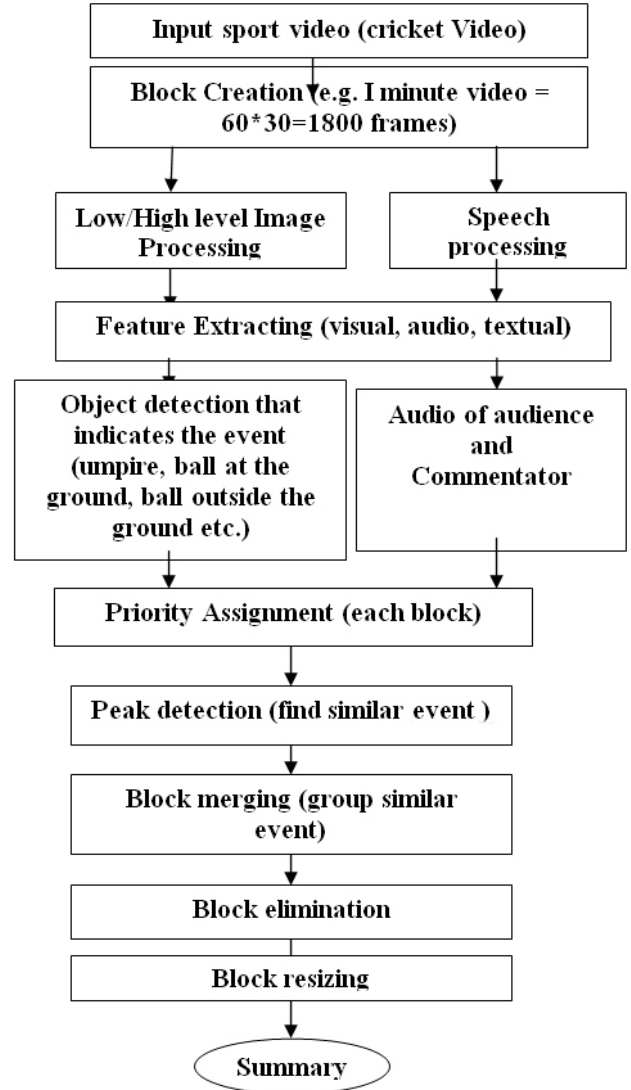 Input sport video (cricket Video)
Block Creation (e.g. I minute video =
60*30=1800 frames)
Low/High level Image
Processing
Speech
processing
Feature Extracting (visual, audio, textual)
Object detection that
indicates the event
(umpire, ball at the
ground, ball outside the
ground etc.)
Audio of audience
and
Commentator
Priority Assignment (each block)
Peak detection (find similar event )
Block merging (group similar
event)
Block elimination
Block resizing
Summary